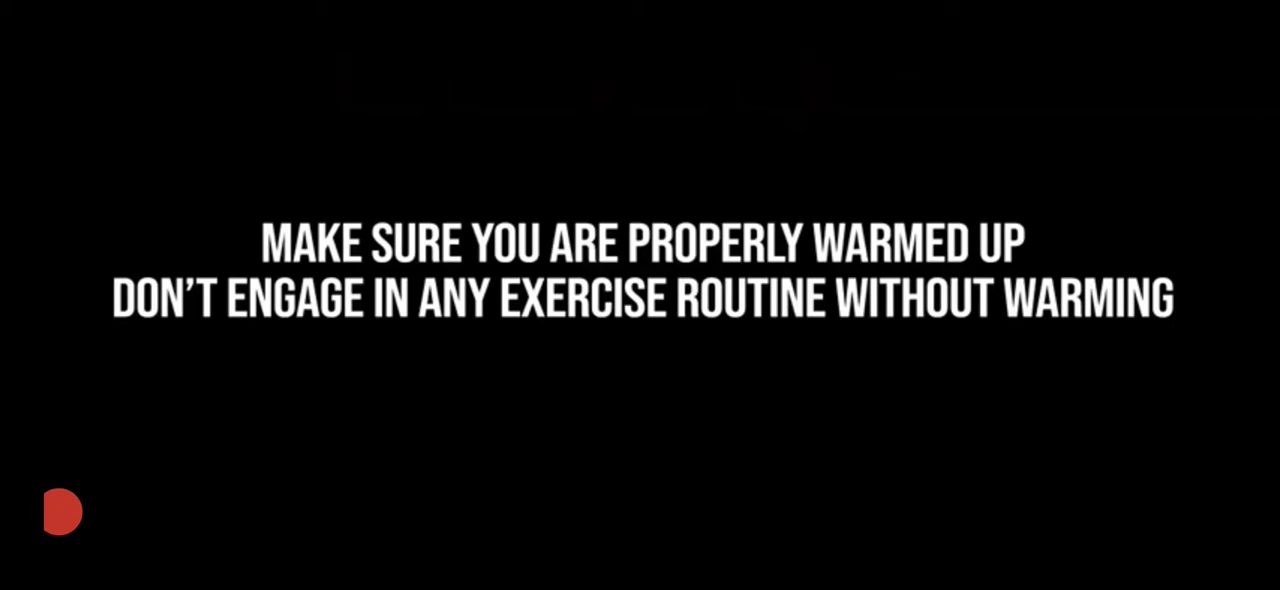 MAKE SURE YOU ARE PROPERLY WARMED UP
DON’T ENGAGE IN ANY EXERCISE ROUTINE WITHOUT WARMING